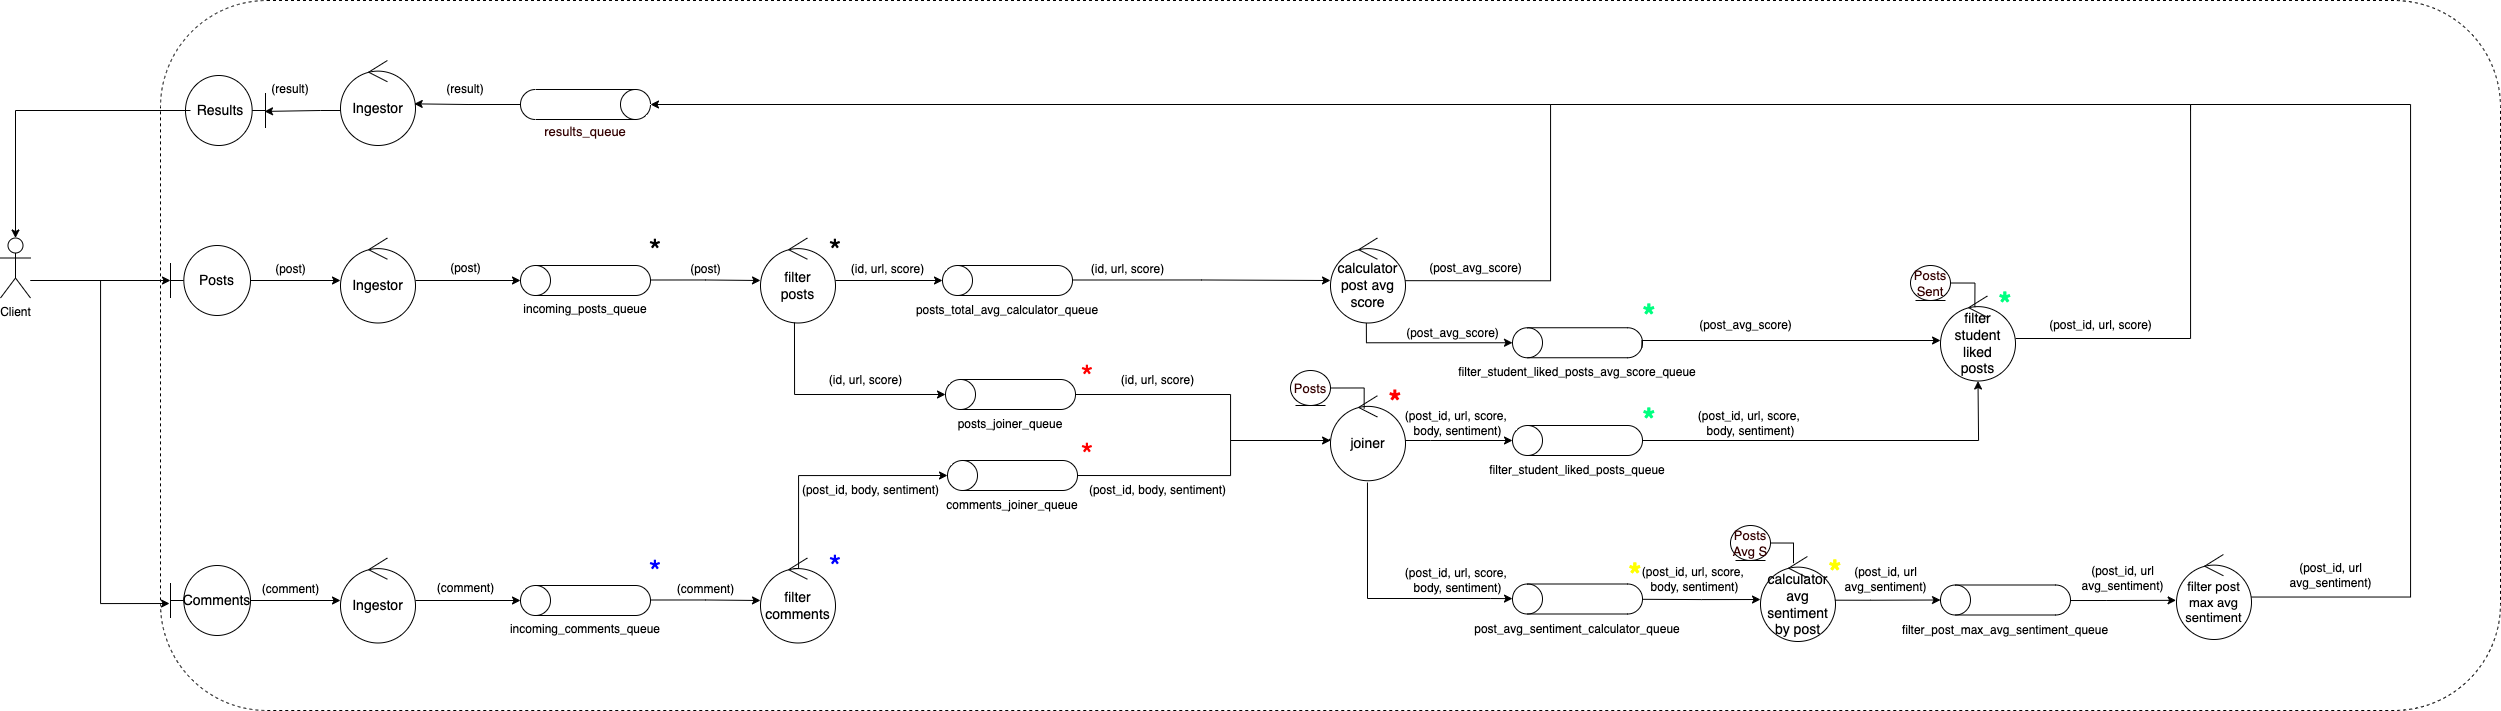 (result)
(result)
Results
Ingestor
results_queue
*
*
(post)
(post)
(post)
(id, url, score)
(id, url, score)
(post_avg_score)
Posts
Ingestor
filter
posts
calculator
post avg
score
Client
incoming_posts_queue
posts_total_avg_calculator_queue
Posts
Sent
*
*
(post_avg_score)
(post_avg_score)
filter
student
liked
posts
(post_id, url, score)
filter_student_liked_posts_avg_score_queue
(id, url, score)
*
(id, url, score)
posts_joiner_queue
Posts
*
(post_id, url, score,
body, sentiment)
*
(post_id, url, score,
body, sentiment)
joiner
filter_student_liked_posts_queue
*
(post_id, body, sentiment)
(post_id, body, sentiment)
comments_joiner_queue
Posts
Avg S
*
*
*
*
(comment)
(comment)
(comment)
(post_id, url, score,
body, sentiment)
(post_id, url, score,
body, sentiment)
(post_id, url
avg_sentiment)
(post_id, url
avg_sentiment)
(post_id, url
avg_sentiment)
Comments
Ingestor
filter
comments
calculator
avg
sentiment
by post
filter post
max avg
sentiment
incoming_comments_queue
post_avg_sentiment_calculator_queue
filter_post_max_avg_sentiment_queue